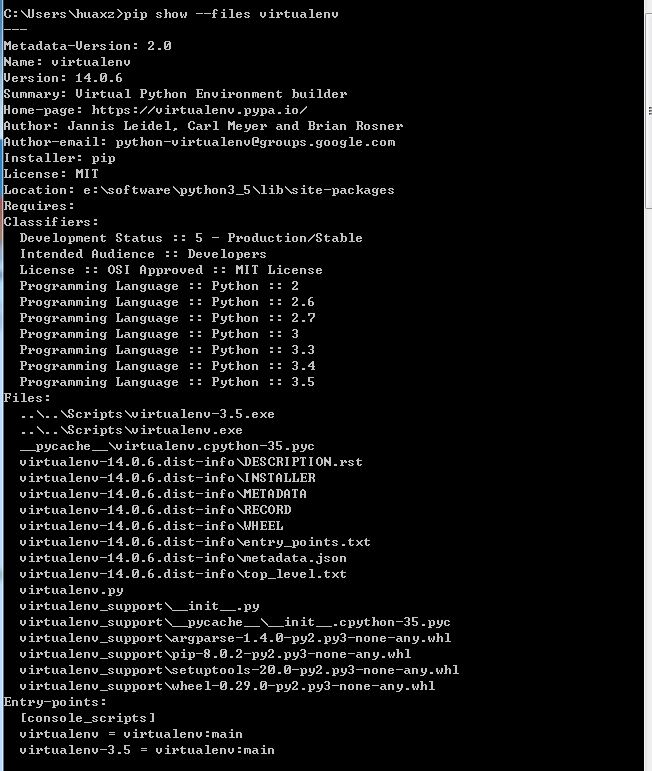 C:\Users\huaxz>pip show --files virtualenv
---
Metadata-Version: 2.0
Name: virtualenv
Version: 14.0.6
Summary: Virtual Python Environment builder
Home-page: https://virtualenv.pypa.io/
Author: Jannis Leidel, Carl Meyer and Brian Rosner
Author-email: python-virtualenv@groups.google.com
Installer: pip
License: MIT
Location: e:\software\python3_5\lib\site-packages
Requires:
Classifiers:
  Development Status :: 5 - Production/Stable
  Intended Audience :: Developers
  License :: OSI Approved :: MIT License
  Programming Language :: Python :: 2
  Programming Language :: Python :: 2.6
  Programming Language :: Python :: 2.7
  Programming Language :: Python :: 3
  Programming Language :: Python :: 3.3
  Programming Language :: Python :: 3.4
  Programming Language :: Python :: 3.5
Files:
  ..\..\Scripts\virtualenv-3.5.exe
  ..\..\Scripts\virtualenv.exe
  __pycache__\virtualenv.cpython-35.pyc
  virtualenv-14.0.6.dist-info\DESCRIPTION.rst
  virtualenv-14.0.6.dist-info\INSTALLER
  virtualenv-14.0.6.dist-info\METADATA
  virtualenv-14.0.6.dist-info\RECORD
  virtualenv-14.0.6.dist-info\WHEEL
  virtualenv-14.0.6.dist-info\entry_points.txt
  virtualenv-14.0.6.dist-info\metadata.json
  virtualenv-14.0.6.dist-info\top_level.txt
  virtualenv.py
  virtualenv_support\__init__.py
  virtualenv_support\__pycache__\__init__.cpython-35.pyc
  virtualenv_support\argparse-1.4.0-py2.py3-none-any.whl
  virtualenv_support\pip-8.0.2-py2.py3-none-any.whl
  virtualenv_support\setuptools-20.0-py2.py3-none-any.whl
  virtualenv_support\wheel-0.29.0-py2.py3-none-any.whl
Entry-points:
  [console_scripts]
  virtualenv = virtualenv:main
  virtualenv-3.5 = virtualenv:main